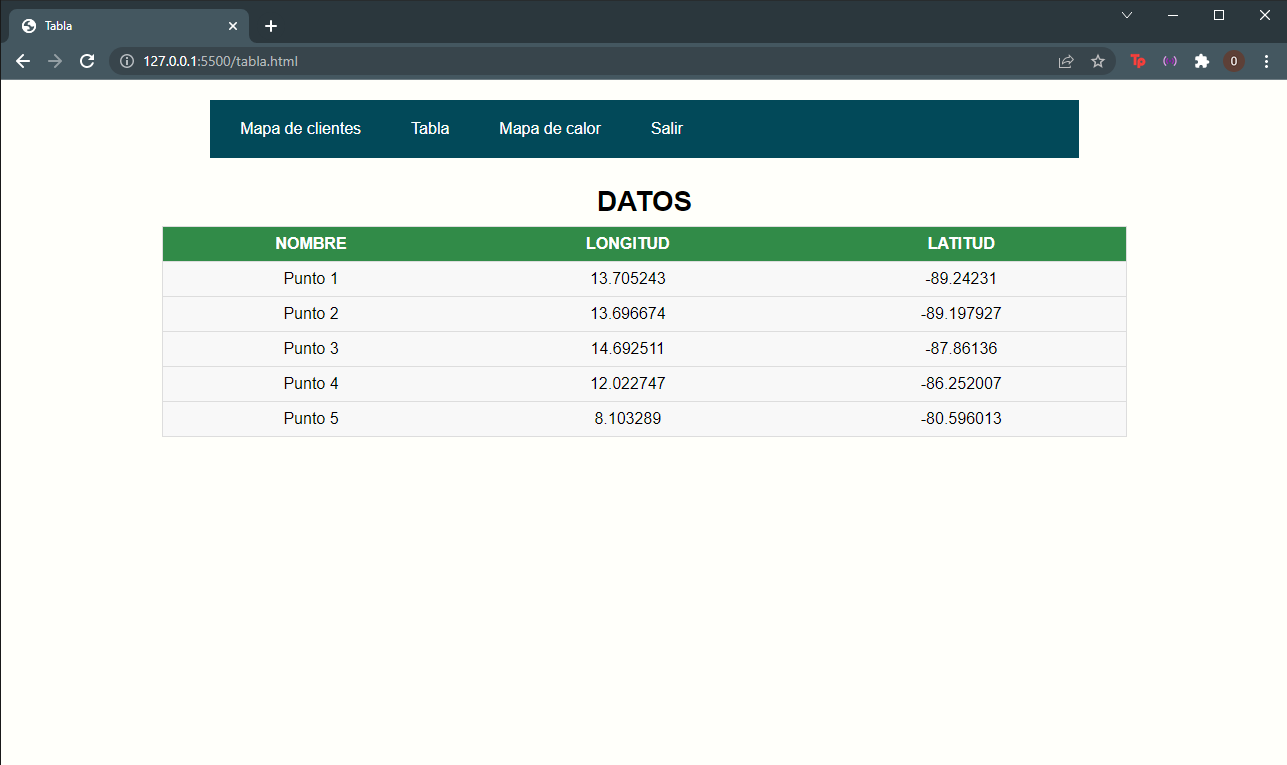 Tabla
127.0.0.1:5500/tabla.html
Tp
0
Mapa de clientes Tabla Mapa de calor Salir
DATOS
NOMBRE LONGITUD LATITUD
Punto 1 13.705243 -89.24231
Punto 2 13.696674 -89.197927
Punto 3 14.692511 -87.86136
Punto 4 12.022747 -86.252007
Punto 5 8.103289 -80.596013